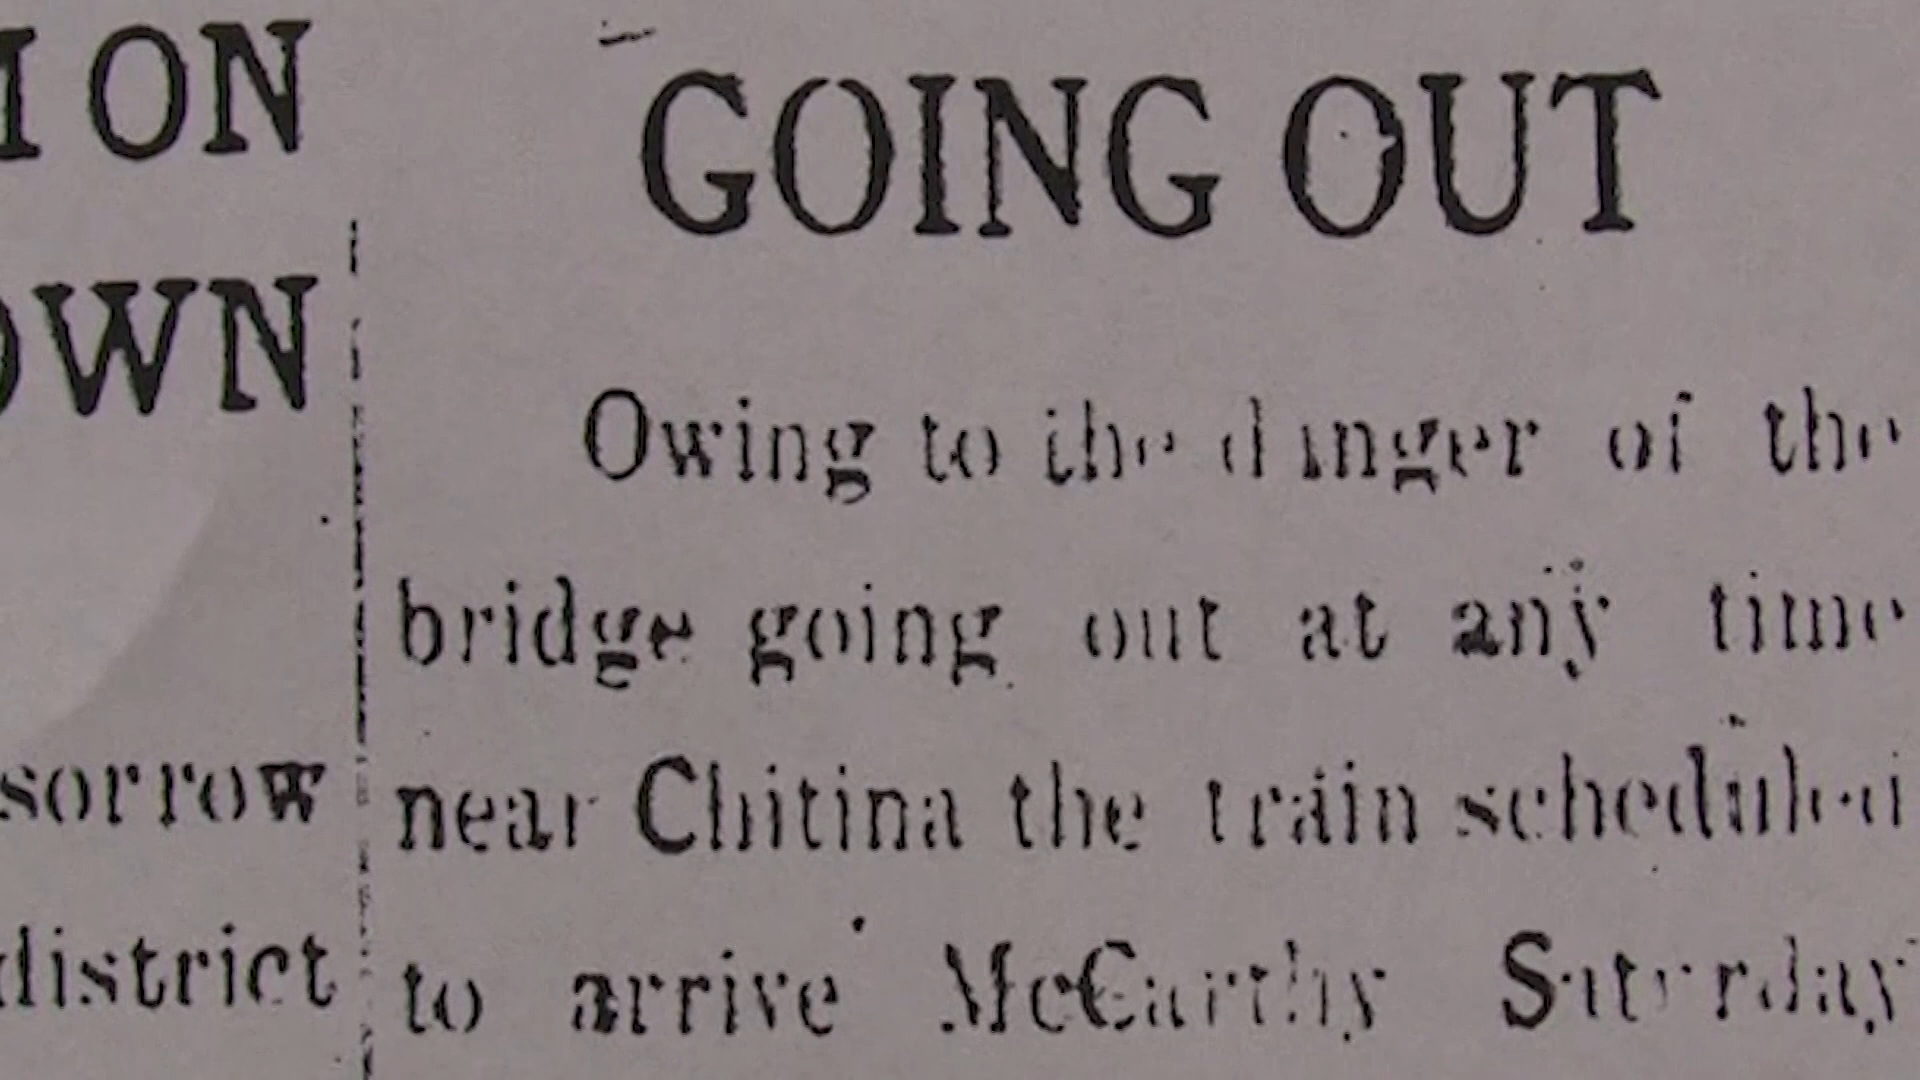 ON
OWN
sorrow
district
GOING OUT
Owing to the danger of the
bridge going out at any time
near Chitina the train scheduled
to arrive McCarthy Saturday